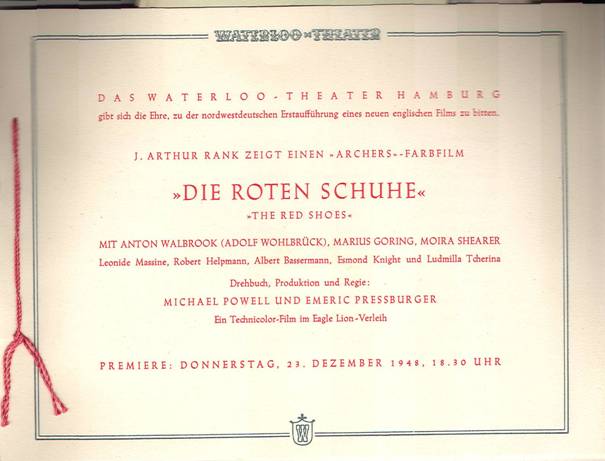 WATERLOO-THEATER
DAS WATERLOO-THEATER HAMBURG
gibt sich die Ehre, zu der nordwestdeutschen Erstaufführung eines neuen englischen Films zu bitten.
J. ARTHUR RANK ZEIGT EINEN »ARCHERS«-FARBFILM
»DIE ROTEN SCHUHE«
»THE RED SHOES«
MIT ANTON WALBROOK (ADOLF WOHLBRÜCK), MARIUS GORING, MOIRA SHEARER
Leonide Massine, Robert Helpmann, Albert Bassermann, Esmond Knight und Ludmilla Tcherina
Drehbuch, Produktion und Regie:
MICHAEL POWELL UND EMERIC PRESSBURGER
Ein Technicolor-Film im Eagle Lion-Verleih
PREMIERE: DONNERSTAG, 23. DEZEMBER 1948, 18.30 UHR
W